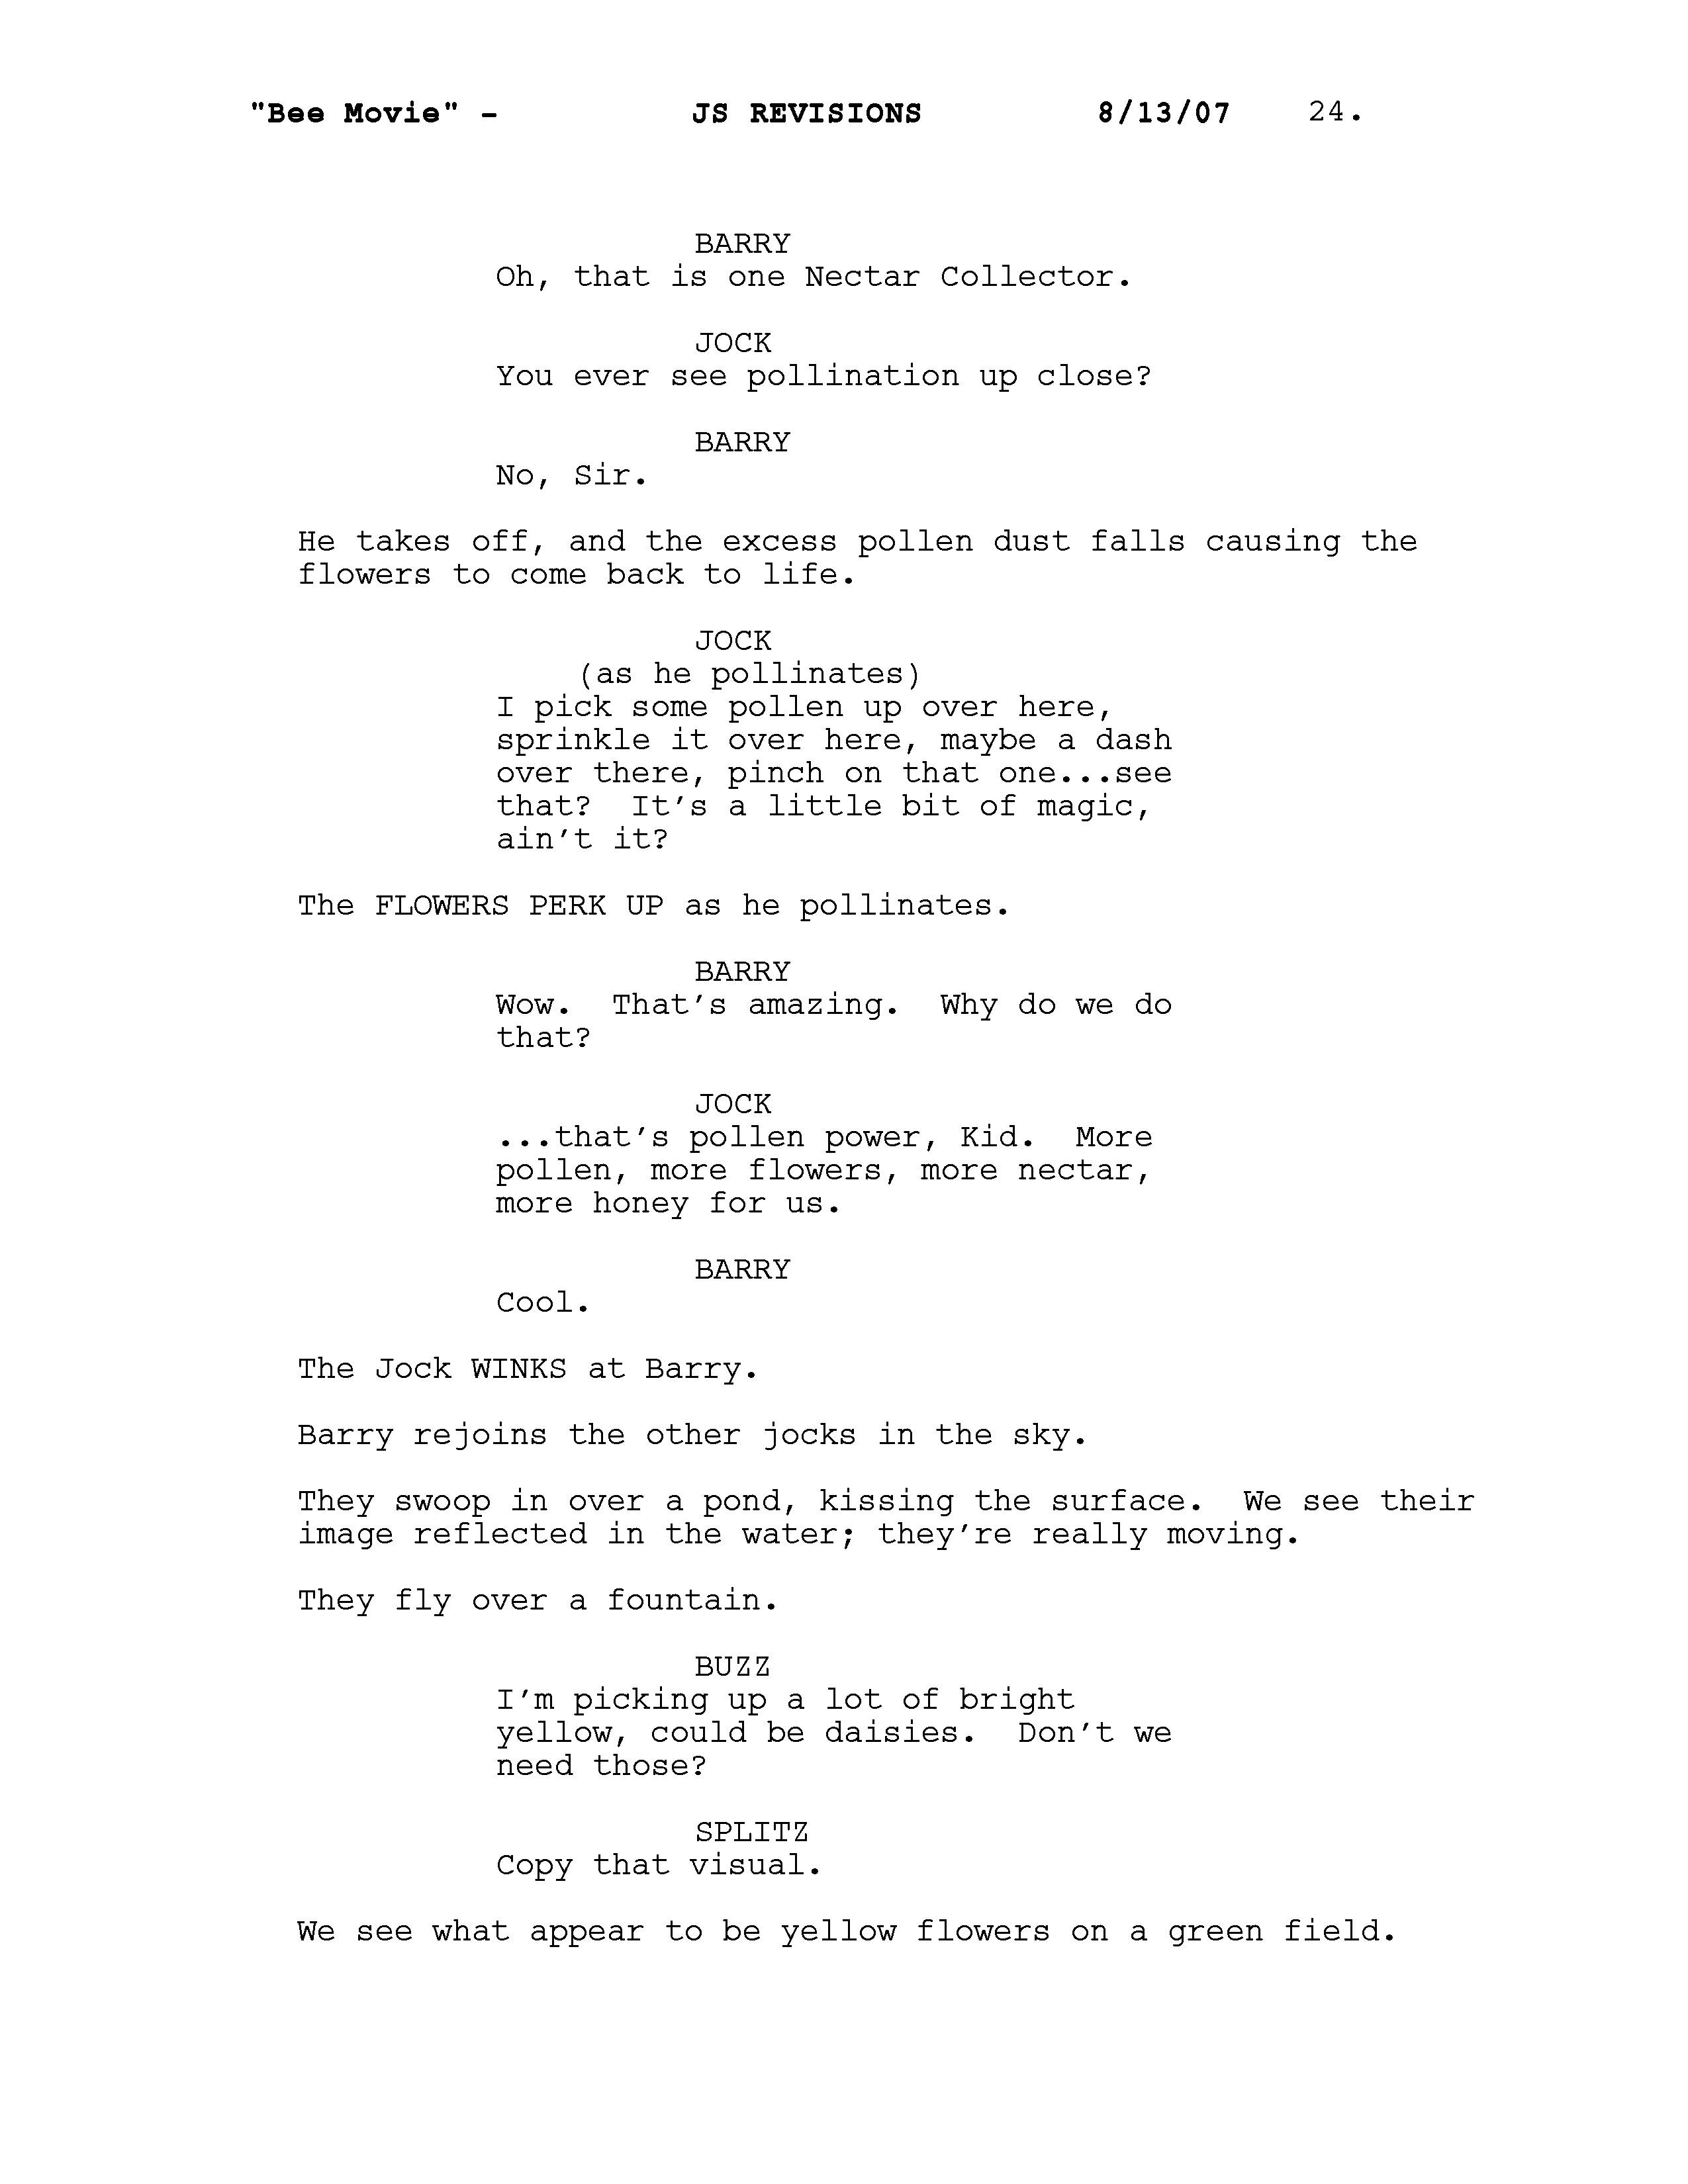 "Bee Movie" - JS REVISIONS 8/13/07 24.
BARRY
Oh, that is one Nectar Collector.
JOCK
You ever see pollination up close?
BARRY
No, Sir.
He takes off, and the excess pollen dust falls causing the
flowers to come back to life.
JOCK
(as he pollinates)
I pick some pollen up over here,
sprinkle it over here, maybe a dash
over there, pinch on that one...see
that?  It's a little bit of magic,
ain't it?
The FLOWERS PERK UP as he pollinates.
BARRY
Wow.  That's amazing.  Why do we do
that?
JOCK
...that's pollen power, Kid.  More
pollen, more flowers, more nectar,
more honey for us.
BARRY
Cool.
The Jock WINKS at Barry.
Barry rejoins the other jocks in the sky.
They swoop in over a pond, kissing the surface.  We see their
image reflected in the water; they're really moving.
They fly over a fountain.
BUZZ
I'm picking up a lot of bright
yellow, could be daisies.  Don't we
need those?
SPLITZ
Copy that visual.
We see what appear to be yellow flowers on a green field.